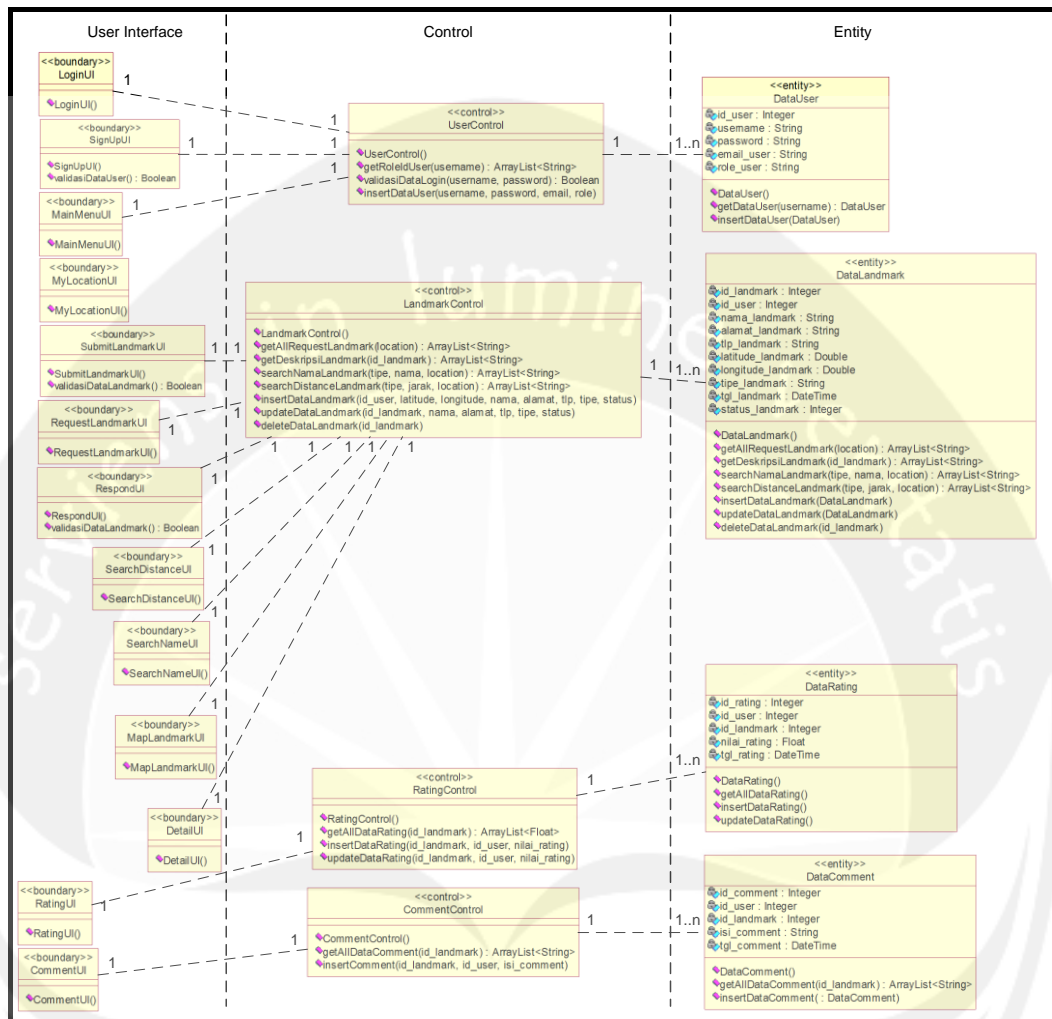 User Interface
Control
Entity
<<boundary>>
LoginUI
LoginUI()
1
1
<<boundary>>
SignUpUI
SignUpUI()
validasiDataUser() : Boolean
1
1
<<boundary>>
MainMenuUI
MainMenuUI()
1
1
<<boundary>>
MyLocationUI
MyLocationUI()
<<boundary>>
SubmitLandmarkUI
SubmitLandmarkUI()
validasiDataLandmark() : Boolean
1
1
<<boundary>>
RequestLandmarkUI
RequestLandmarkUI()
1
1
<<boundary>>
RespondUI
RespondUI()
validasiDataLandmark() : Boolean
1
1
<<boundary>>
SearchDistanceUI
SearchDistanceUI()
1
1
<<boundary>>
SearchNameUI
SearchNameUI()
1
1
<<boundary>>
MapLandmarkUI
MapLandmarkUI()
1
1
<<boundary>>
DetailUI
DetailUI()
1
1
<<boundary>>
RatingUI
RatingUI()
1
1
<<boundary>>
CommentUI
CommentUI()
1
1
<<control>>
UserControl
UserControl()
getRoleIdUser(username) : ArrayList<String>
validasiDataLogin(username, password) : Boolean
insertDataUser(username, password, email, role)
1
1..n
<<control>>
LandmarkControl
LandmarkControl()
getAllRequestLandmark(location) : ArrayList<String>
getDeskripsiLandmark(id_landmark) : ArrayList<String>
searchNamaLandmark(tipe, nama, location) : ArrayList<String>
searchDistanceLandmark(tipe, jarak, location) : ArrayList<String>
insertDataLandmark(id_user, latitude, longitude, nama, alamat, tlp, tipe, status)
updateDataLandmark(id_landmark, nama, alamat, tlp, tipe, status)
deleteDataLandmark(id_landmark)
1
1..n
<<control>>
RatingControl
RatingControl()
getAllDataRating(id_landmark) : ArrayList<Float>
insertDataRating(id_landmark, id_user, nilai_rating)
updateDataRating(id_landmark, id_user, nilai_rating)
1
1..n
<<control>>
CommentControl
CommentControl()
getAllDataComment(id_landmark) : ArrayList<String>
insertComment(id_landmark, id_user, isi_comment)
1
1..n
<<entity>>
DataUser
id_user : Integer
username : String
password : String
email_user : String
role_user : String
DataUser()
getDataUser(username) : DataUser
insertDataUser(DataUser)
<<entity>>
DataLandmark
id_landmark : Integer
id_user : Integer
nama_landmark : String
alamat_landmark : String
tlp_landmark : String
latitude_landmark : Double
longitude_landmark : Double
tipe_landmark : String
tgl_landmark : DateTime
status_landmark : Integer
DataLandmark()
getAllRequestLandmark(location) : ArrayList<String>
getDeskripsiLandmark(id_landmark) : ArrayList<String>
searchNamaLandmark(tipe, nama, location) : ArrayList<String>
searchDistanceLandmark(tipe, jarak, location) : ArrayList<String>
insertDataLandmark(DataLandmark)
updateDataLandmark(DataLandmark)
deleteDataLandmark(id_landmark)
<<entity>>
DataRating
id_rating : Integer
id_user : Integer
id_landmark : Integer
nilai_rating : Float
tgl_rating : DateTime
DataRating()
getAllDataRating()
insertDataRating()
updateDataRating()
<<entity>>
DataComment
id_comment : Integer
id_user : Integer
id_landmark : Integer
isi_comment : String
tgl_comment : DateTime
DataComment()
getAllDataComment(id_landmark) : ArrayList<String>
insertDataComment( : DataComment)
serviens in lumine veritatis